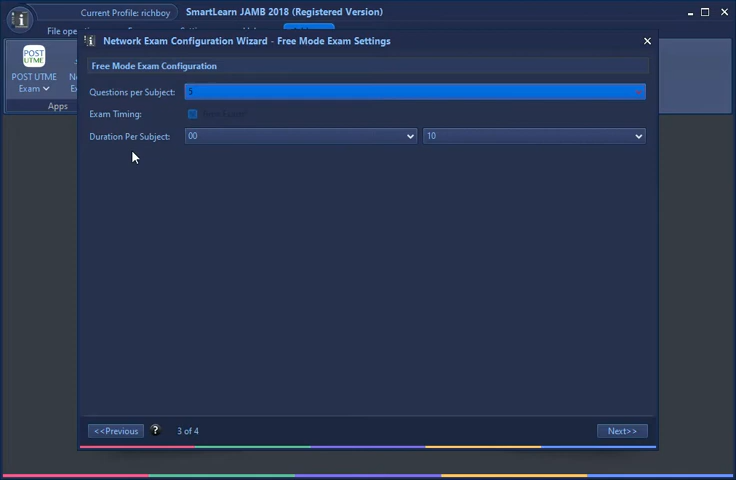 Current Profile: richboy
SmartLearn JAMB 2018 (Registered Version)
Network Exam Configuration Wizard - Free Mode Exam Settings
POST
UTME
POST UTME
Exam
Apps
Free Mode Exam Configuration
Questions per Subject: 5
Exam Timing:
Duration Per Subject: 00 10
<<Previous ? 3 of 4 Next>>